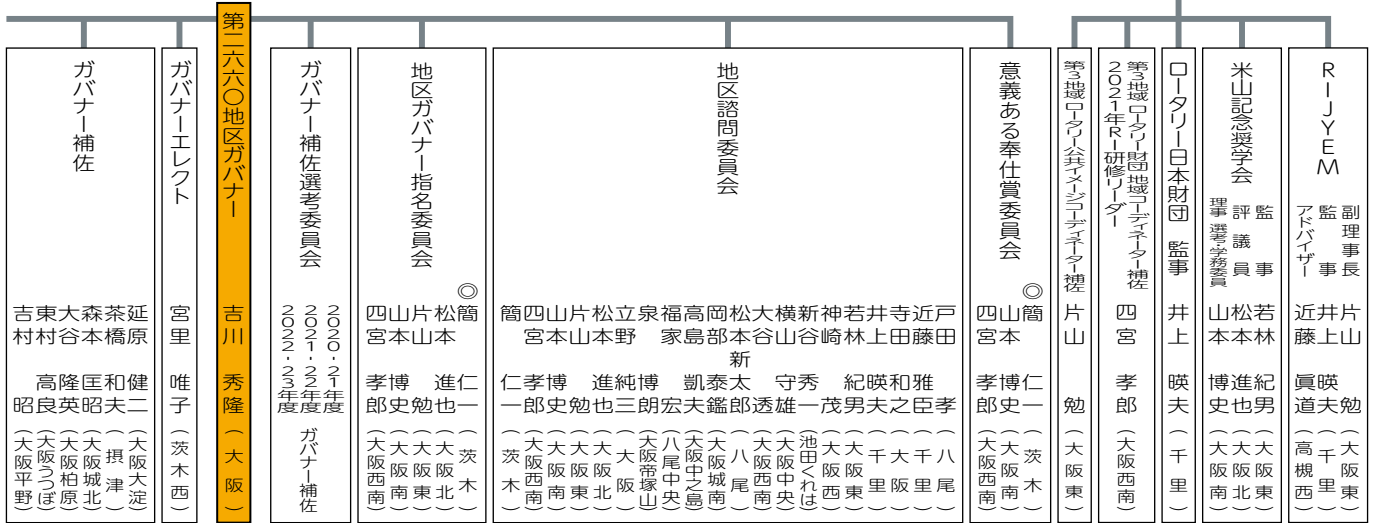 RIJYEM
副理事長 片山 勉（大阪東）
監事 井上 暎夫（千里）
アドバイザー 近藤 眞道（高槻西）
米山記念奨学会
監事 若林 紀男（大阪東）
評議員 松本 進也（大阪北）
理事 選考・学務委員 山本 博史（大阪南）
ロータリー日本財団 監事 井上 暎夫（千里）
第3地域 ロータリー財団 地域コーディネーター補佐
2021年RI研修リーダー
四宮 孝郎（大阪西南）
第3地域 ロータリー公共イメージコーディネーター補佐 片山 勉（大阪東）
意義ある奉仕賞委員会
◎簡 仁一（茨木）
山本 博史（大阪南）
四宮 孝郎（大阪西南）
地区諮問委員会
戸田 孝（八尾）
近藤 雅臣（千里）
寺田 和之（大阪）
井上 暎夫（千里）
若林 紀男（大阪東）
神崎 茂（大阪西）
新谷 秀一（池田くれは）
横山 守雄（大阪中央）
大谷 透（大阪西南）
松本 新太郎（八尾）
岡部 泰鑑（大阪城南）
高島 凱夫（大阪中之島）
福家 宏（八尾中央）
泉 博朗（大阪帝塚山）
立野 純三（大阪）
松本 進也（大阪北）
片山 勉（大阪東）
山本 博史（大阪南）
四宮 孝郎（大阪西南）
簡 仁一（茨木）
地区ガバナー指名委員会
◎簡 仁一（茨木）
松本 進也（大阪北）
片山 勉（大阪東）
山本 博史（大阪南）
四宮 孝郎（大阪西南）
ガバナー補佐選考委員会
2020-21年度
2021-22年度
2022-23年度
ガバナー補佐
第二六六〇地区ガバナー 吉川 秀隆（大阪）
ガバナーエレクト 宮里 唯子（茨木西）
ガバナー補佐
延原 健二（大阪大淀）
茶橋 和夫（摂津）
森本 匡昭（大阪城北）
大谷 隆英（大阪柏原）
東村 高良（大阪うつぼ）
吉村 昭（大阪平野）